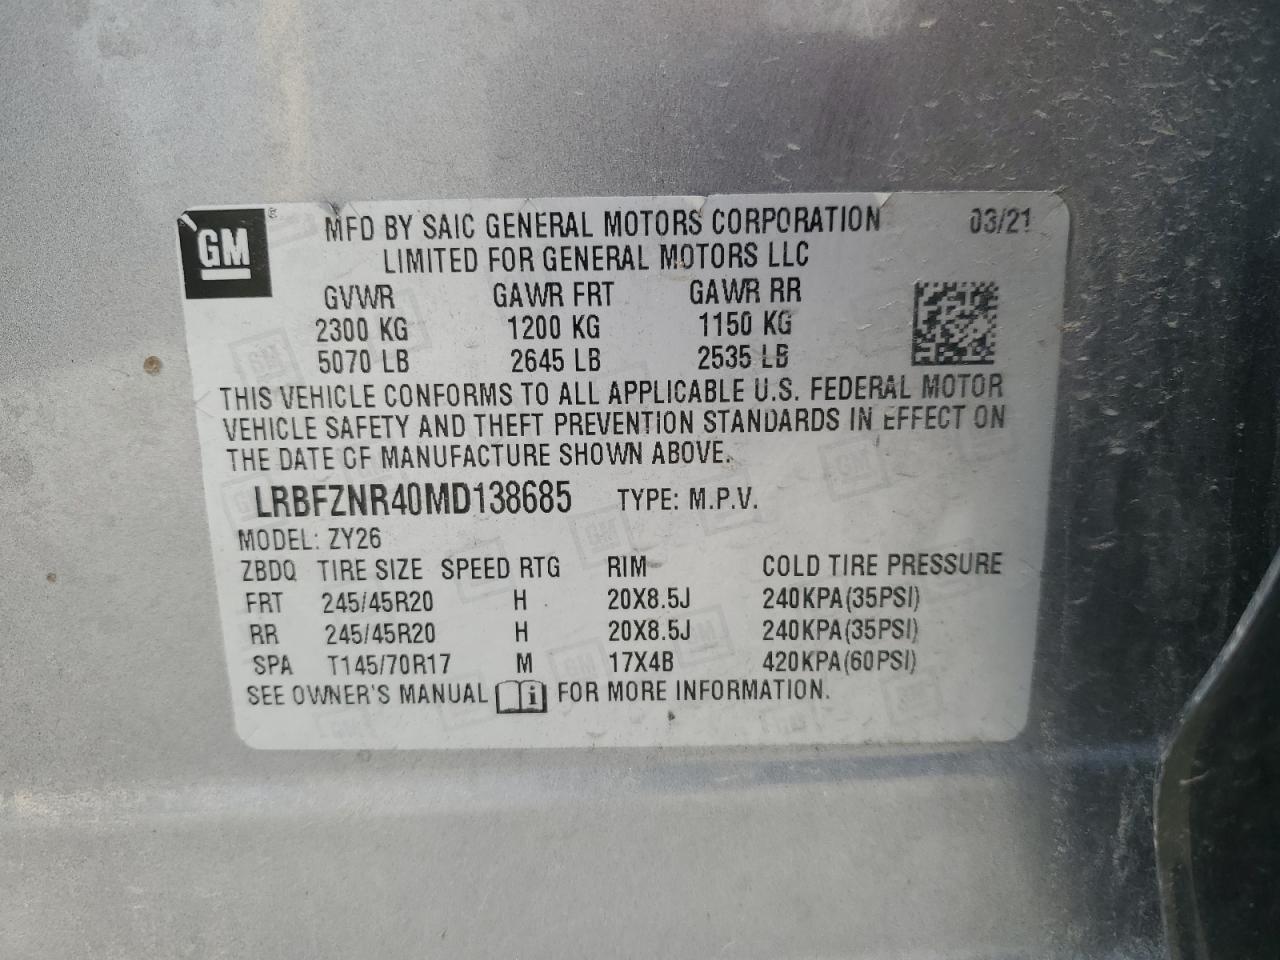 GM ® MFD BY SAIC GENERAL MOTORS CORPORATION 03/21
LIMITED FOR GENERAL MOTORS LLC
GVWR GAWR FRT GAWR RR
2300 KG 1200 KG 1150 KG
5070 LB 2645 LB 2535 LB
THIS VEHICLE CONFORMS TO ALL APPLICABLE U.S. FEDERAL MOTOR
VEHICLE SAFETY AND THEFT PREVENTION STANDARDS IN EFFECT ON
THE DATE OF MANUFACTURE SHOWN ABOVE.
LRBFZNR40MD138685 TYPE: M.P.V.
MODEL: ZY26
ZBDQ TIRE SIZE SPEED RTG RIM COLD TIRE PRESSURE
FRT 245/45R20 H 20X8.5J 240KPA(35PSI)
RR 245/45R20 H 20X8.5J 240KPA(35PSI)
SPA T145/70R17 M 17X4B 420KPA(60PSI)
SEE OWNER'S MANUAL i FOR MORE INFORMATION.